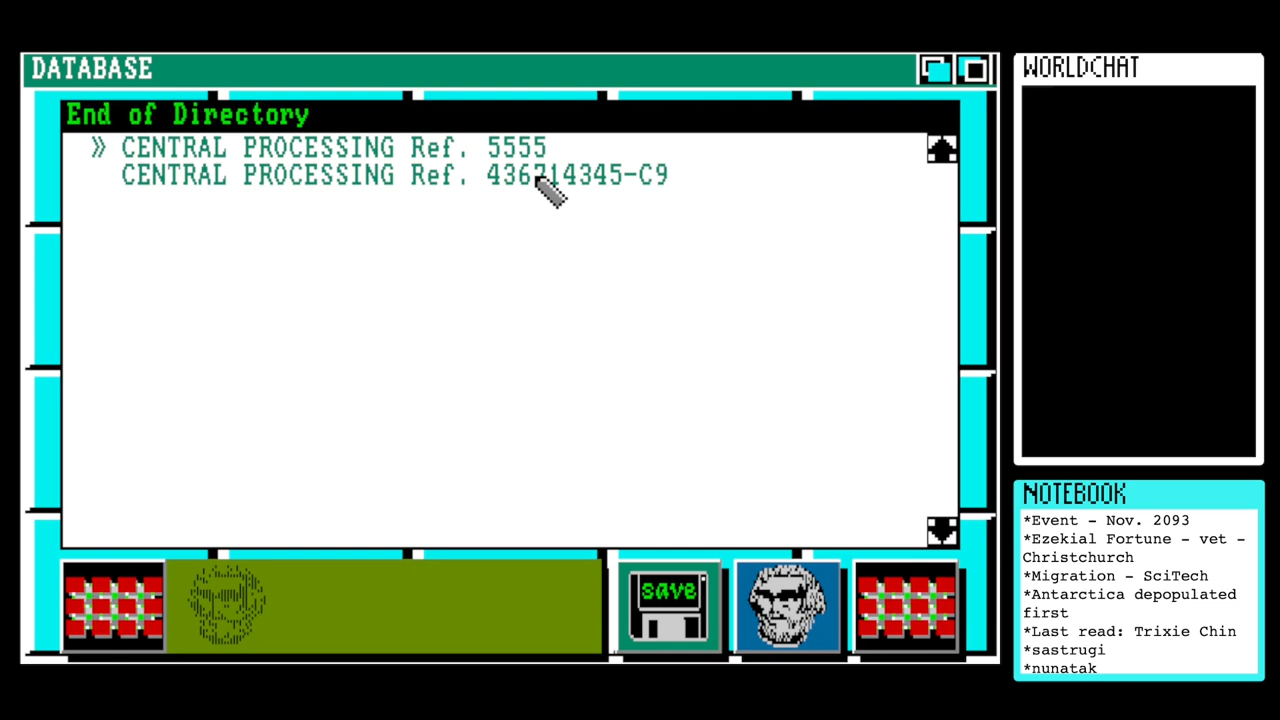 DATABASE
End of Directory
» CENTRAL PROCESSING Ref. 5555
CENTRAL PROCESSING Ref. 436714345-C9
save
WORLDCHAT
NOTEBOOK
*Event - Nov. 2093
*Ezekial Fortune - vet -
Christchurch
*Migration - SciTech
*Antarctica depopulated
first
*Last read: Trixie Chin
*sastrugi
*nunatak